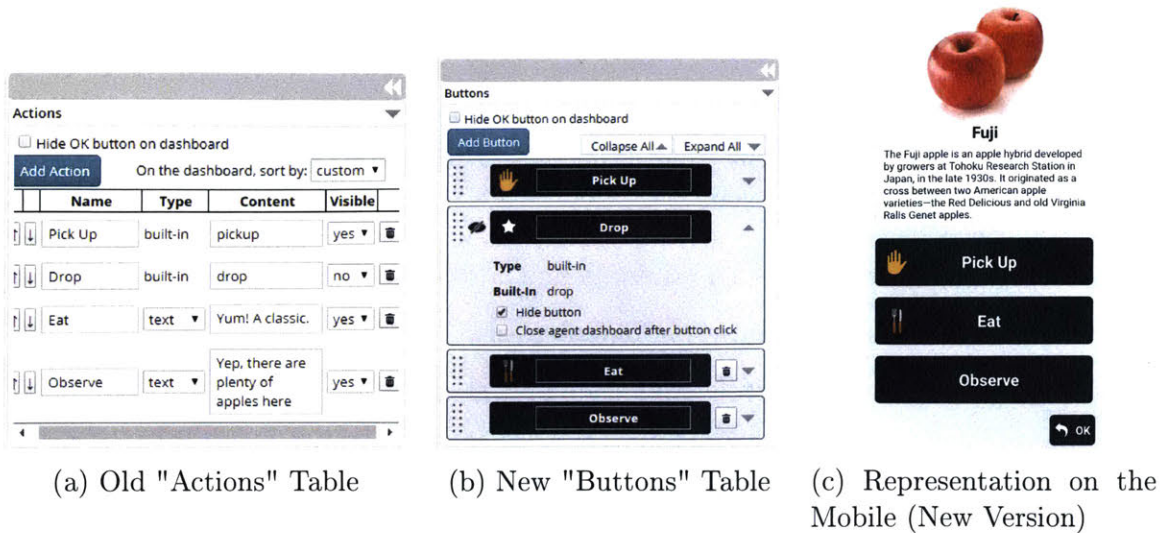 Actions
Hide OK button on dashboard
Add Action On the dashboard, sort by: custom
Name Type Content Visible
Pick Up built-in pickup yes
Drop built-in drop no
Eat text Yum! A classic. yes
Observe text Yep, there are plenty of apples here yes
(a) Old "Actions" Table
Buttons
Hide OK button on dashboard
Add Button Collapse All Expand All
Pick Up
Drop
Type built-in
Built-In drop
Hide button
Close agent dashboard after button click
Eat
Observe
(b) New "Buttons" Table
Fuji
The Fuji apple is an apple hybrid developed
by growers at Tohoku Research Station in
Japan, in the late 1930s. It originated as a
cross between two American apple
varieties—the Red Delicious and old Virginia
Ralls Genet apples.
Pick Up
Eat
Observe
OK
(c) Representation on the
Mobile (New Version)